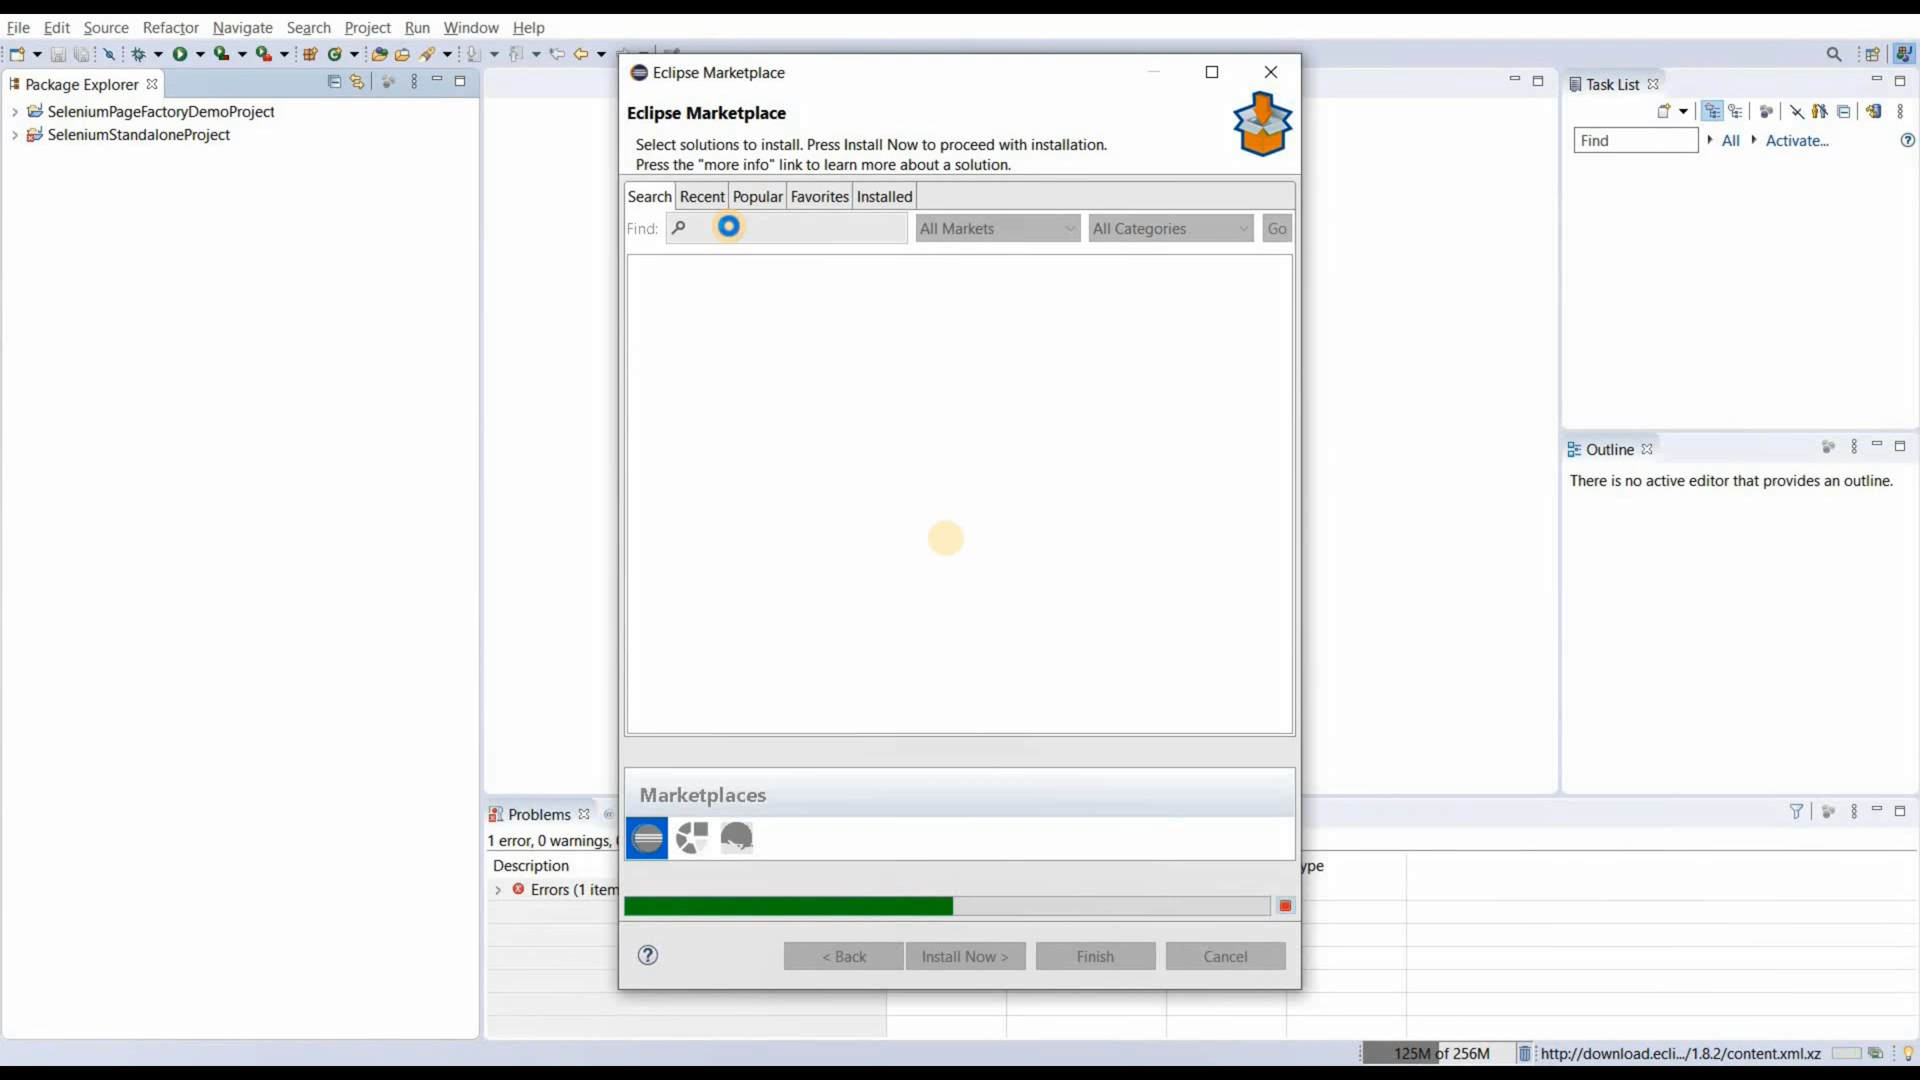 File Edit Source Refactor Navigate Search Project Run Window Help
Package Explorer
SeleniumPageFactoryDemoProject
SeleniumStandaloneProject
Eclipse Marketplace
Eclipse Marketplace
Select solutions to install. Press Install Now to proceed with installation.
Press the "more info" link to learn more about a solution.
Search Recent Popular Favorites Installed
Find: All Markets All Categories Go
Marketplaces
< Back Install Now > Finish Cancel
Task List
Find All Activate...
Outline
There is no active editor that provides an outline.
Problems
1 error, 0 warnings,
Description ype
Errors (1 item
125M of 256M http://download.ecli.../1.8.2/content.xml.xz